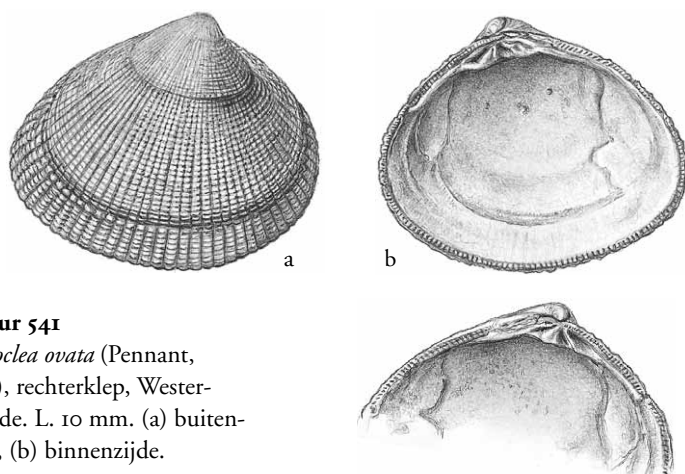 a
b
ur 541
oclea ovata (Pennant,
), rechterklep, Wester-
de. L. 10 mm. (a) buiten-
, (b) binnenzijde.